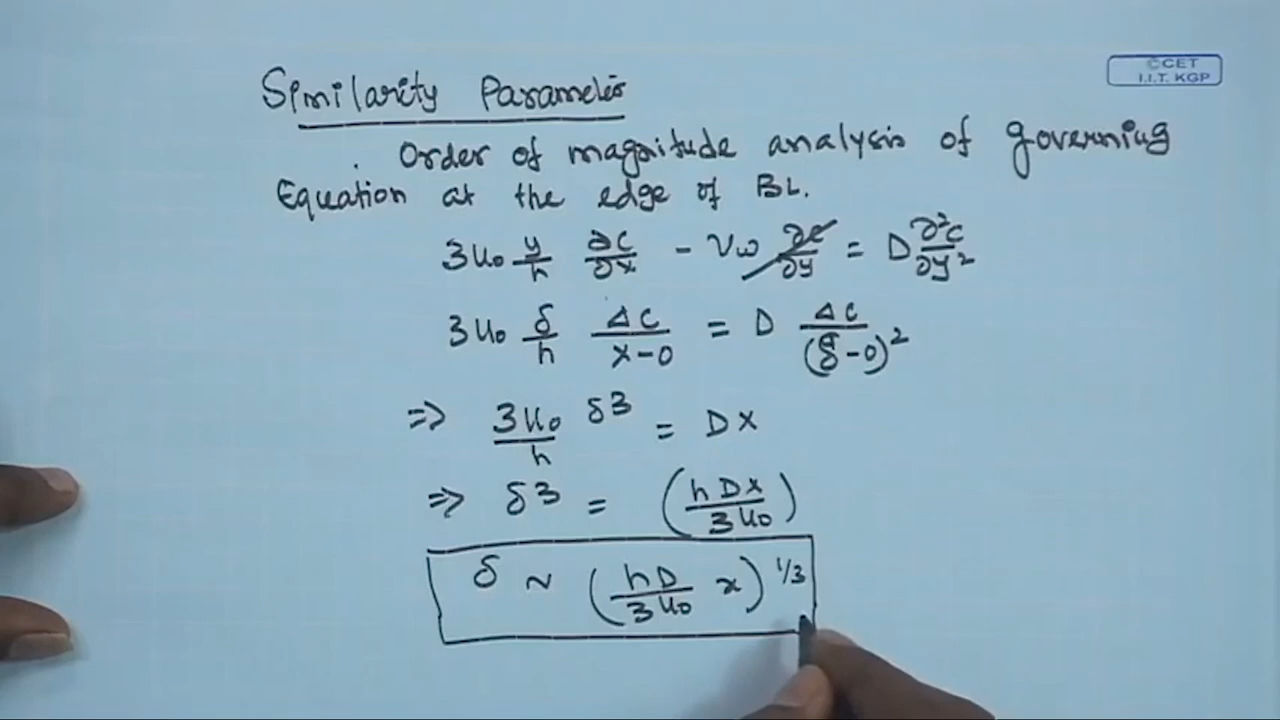 ©CET
I.I.T. KGP
Similarity Parameter
. Order of magnitude analysis of governing
Equation at the edge of BL.
3u₀ y/h ∂c/∂x - Vw ∂c/∂y = D ∂²c/∂y²
3u₀ δ/h Δc/(x-0) = D Δc/(δ-0)²
⇒ 3u₀/h δ3 = Dx
⇒ δ3 = (hDx/3u₀)
δ ~ (hD/3u₀ x)^1/3